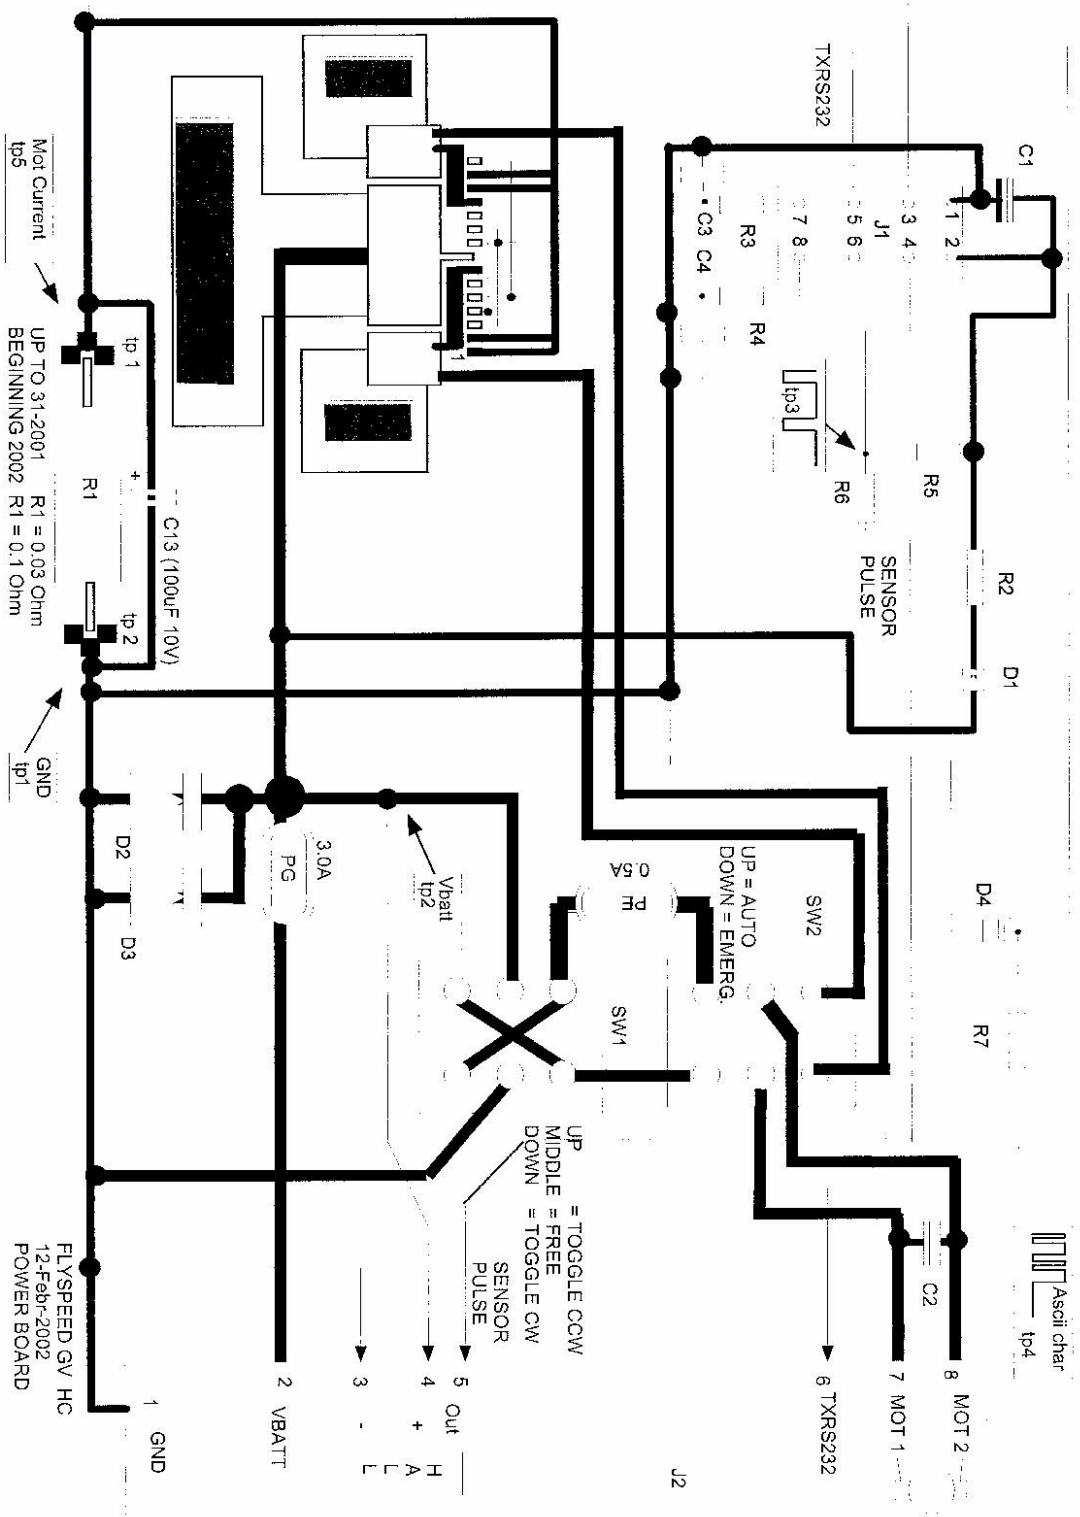 TXRS232
C1
1 2
3 4
J1
5 6
7 8
R3
C3 C4
R4
tp3
R5
R6
SENSOR
PULSE
R2
D1
Mot Current
tp5
tp 1
UP TO 31-2001 R1 = 0.03 Ohm
BEGINNING 2002 R1 = 0.1 Ohm
R1
+
C13 (100uF 10V)
tp 2
GND
tp1
1
D2
D3
3.0A
PG
Vbatt
tp2
0.5A
PE
UP = AUTO
DOWN = EMERG.
SW2
SW1
D4
R7
UP = TOGGLE CCW
MIDDLE = FREE
DOWN = TOGGLE CW
SENSOR
PULSE
C2
Ascii char
tp4
FLYSPEED GV HC
12-Febr-2002
POWER BOARD
1 GND
2 VBATT
3 -
4 +
5 Out
H
A
L
L
6 TXRS232
7 MOT 1
8 MOT 2
J2